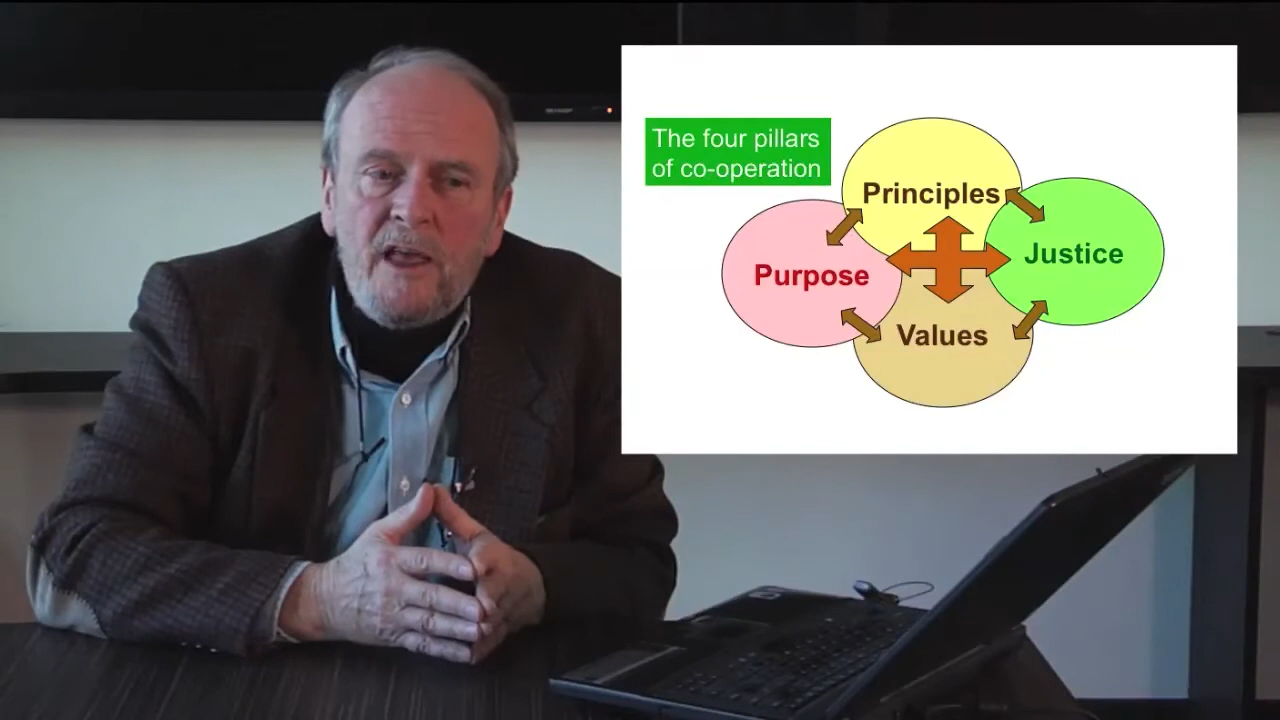 The four pillars
of co-operation
Principles
Justice
Purpose
Values